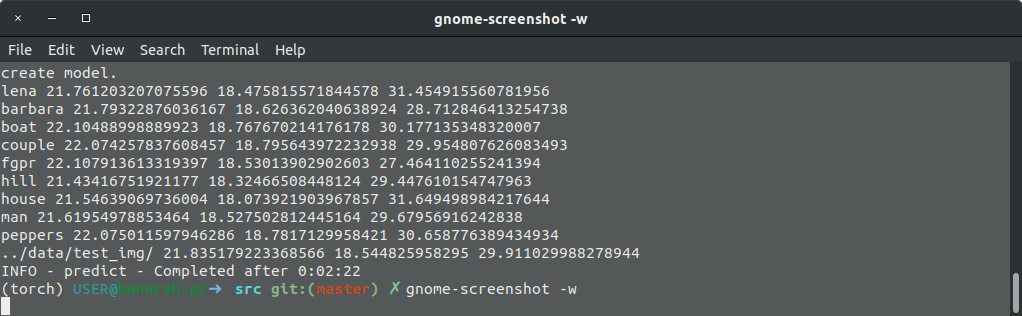 gnome-screenshot -w
File Edit View Search Terminal Help
create model.
lena 21.761203207075596 18.475815571844578 31.454915560781956
barbara 21.79322876036167 18.626362040638924 28.712846413254738
boat 22.10488998889923 18.767670214176178 30.177135348320007
couple 22.074257837608457 18.795643972232938 29.954807626083493
fgpr 22.107913613319397 18.53013902902603 27.464110255241394
hill 21.43416751921177 18.32466508448124 29.447610154747963
house 21.54639069736004 18.073921903967857 31.649498984217644
man 21.61954978853464 18.527502812445164 29.67956916242838
peppers 22.075011597946286 18.7817129958421 30.658776389434934
../data/test_img/ 21.835179223368566 18.544825958295 29.911029988278944
INFO - predict - Completed after 0:02:22
(torch) USER@bahareh-pc➜ src git:(master) ✗ gnome-screenshot -w